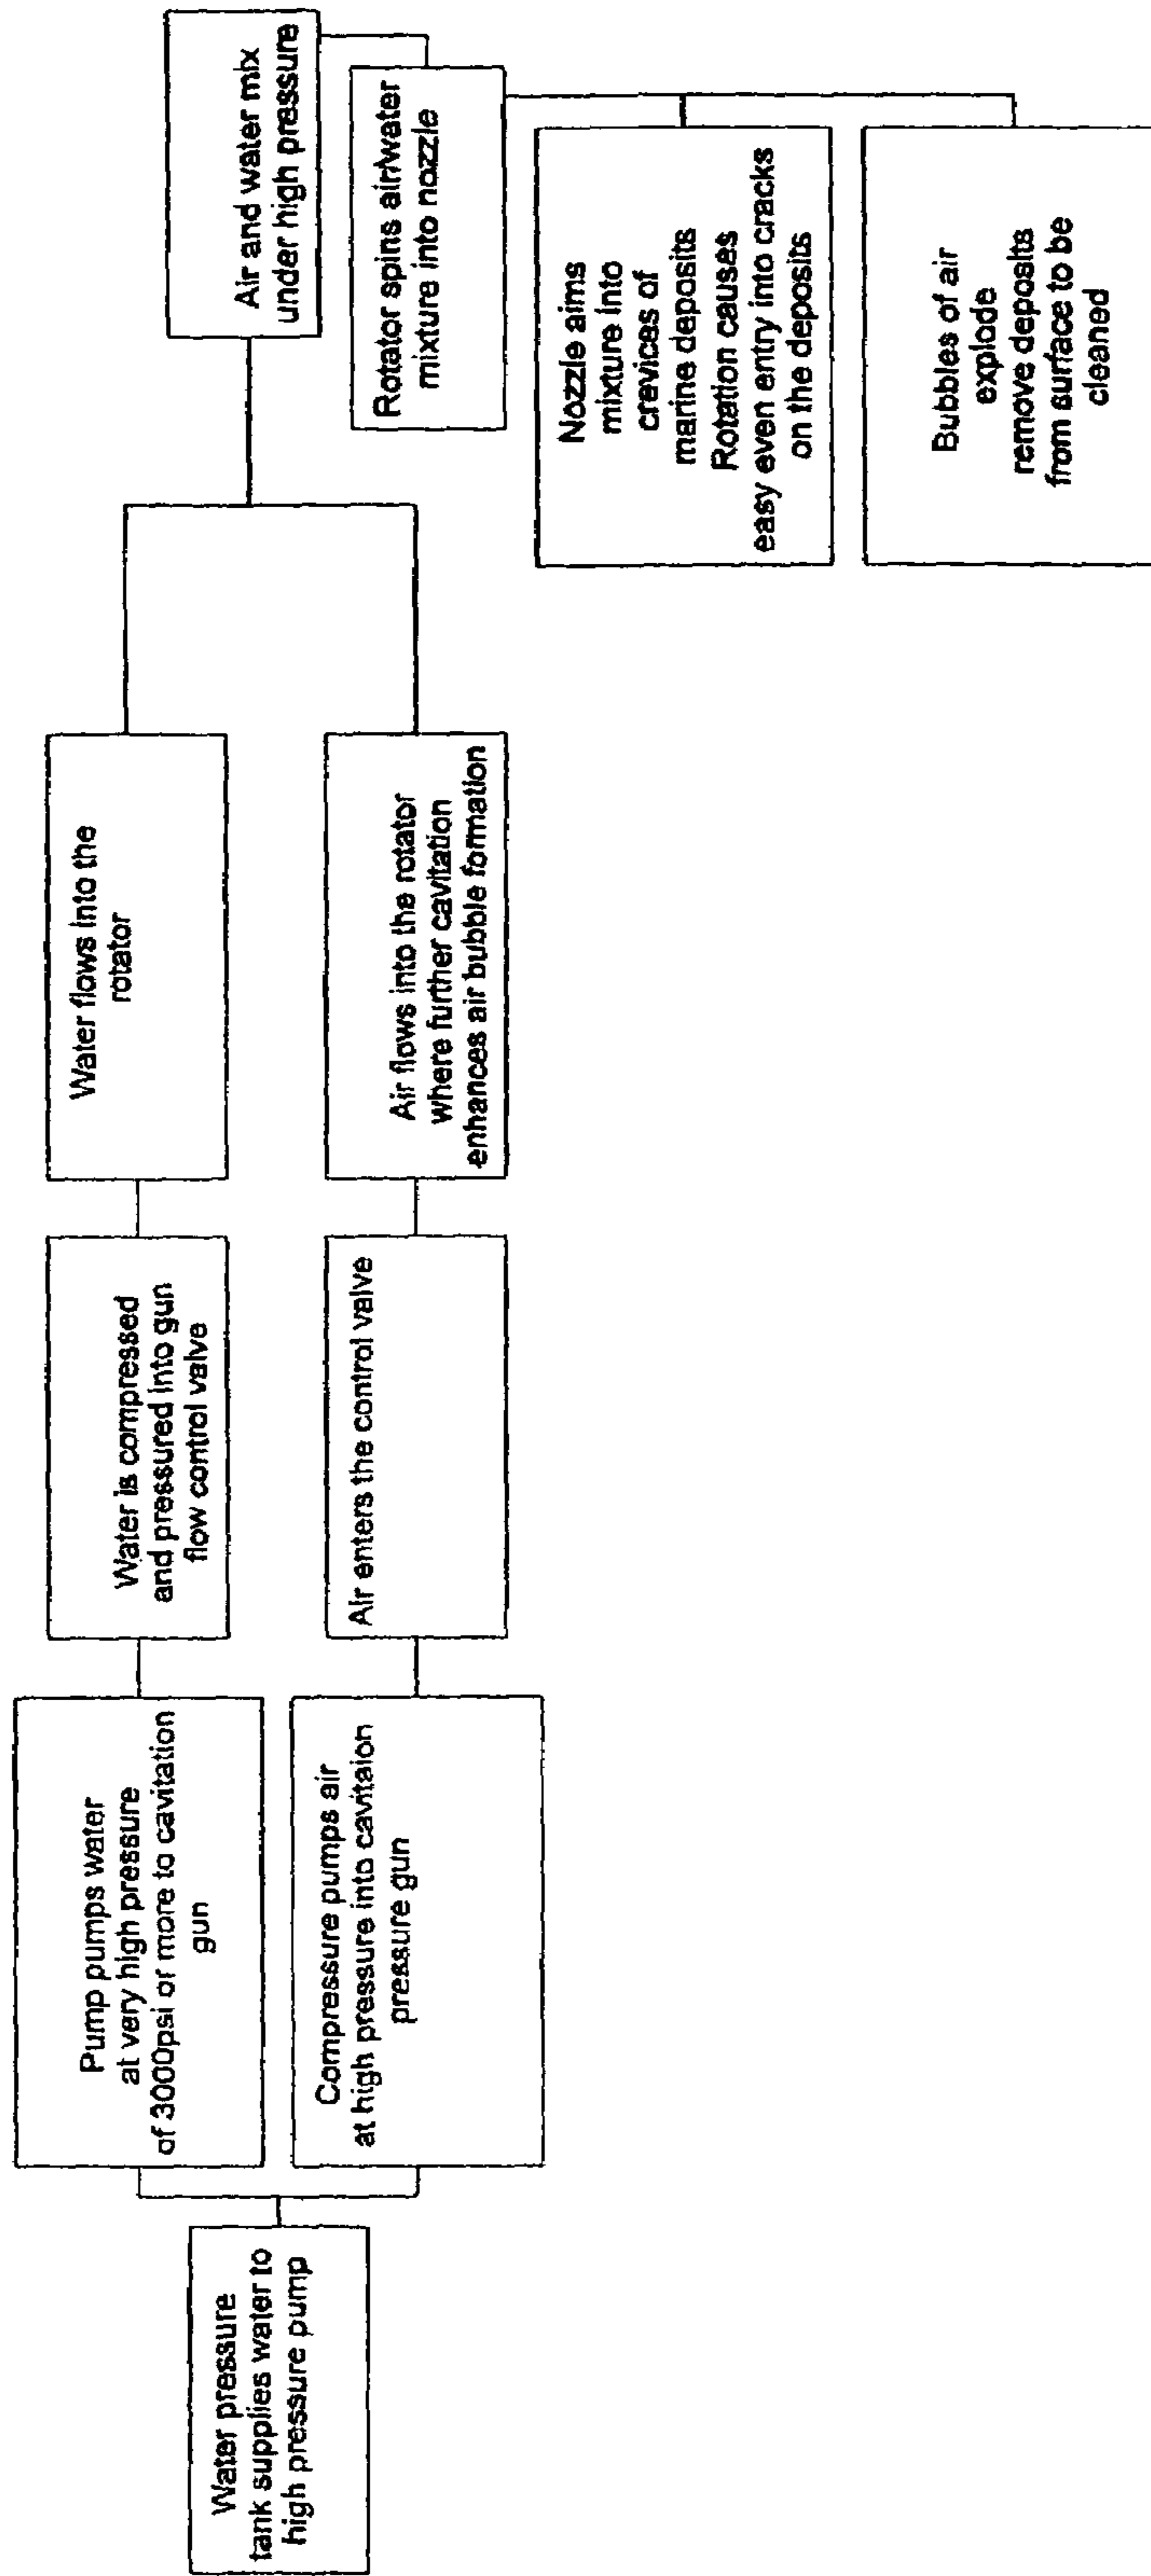 Water pressure
tank supplies water to
high pressure pump
Pump pumps water
at very high pressure
of 3000psi or more to cavitation
gun
Compressure pumps air
at high pressure into cavitaion
pressure gun
Water is compressed
and pressured into gun
flow control valve
Air enters the control valve
Water flows into the
rotator
Air flows into the rotator
where further cavitation
enhances air bubble formation
Air and water mix
under high pressure
Rotator spins air/water
mixture into nozzle
Nozzle aims
mixture into
crevices of
marine deposits
Rotation causes
easy even entry into cracks
on the deposits
Bubbles of air
explode
remove deposits
from surface to be
cleaned